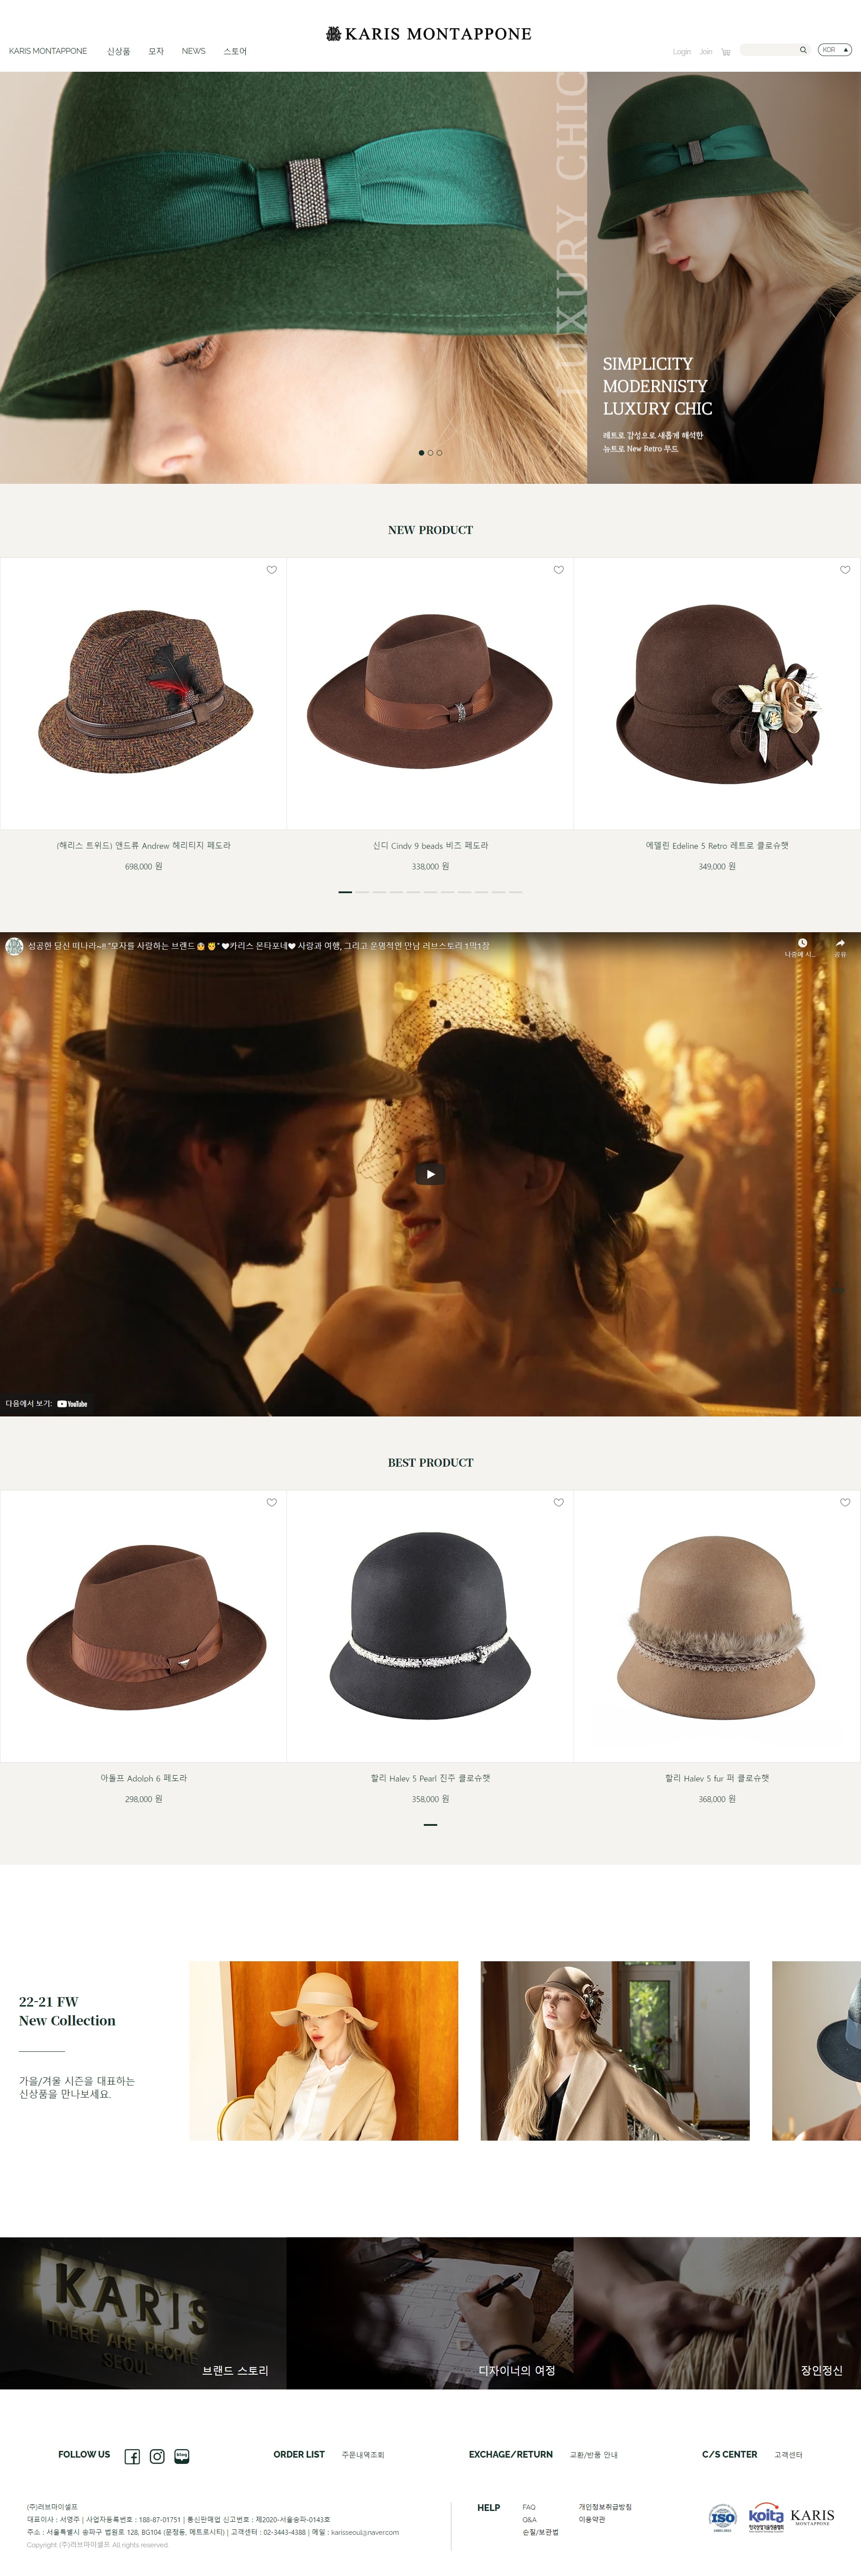 KARIS MONTAPPONE
KARIS MONTAPPONE 신상품 모자 NEWS 스토어
Login Join KOR
LUXURY CHIC
SIMPLICITY
MODERNISTY
LUXURY CHIC
레트로 감성으로 새롭게 해석한
뉴트로 New Retro 무드
NEW PRODUCT
(해리스 트위드) 앤드류 Andrew 헤리티지 페도라
698,000 원
신디 Cindy 9 beads 비즈 페도라
338,000 원
에델린 Edeline 5 Retro 레트로 클로슈햇
349,000 원
성공한 당신 떠나라~!! "모자를 사랑하는 브랜드 👩 👨" 🤍카리스 몬타포네🤍 사랑과 여행, 그리고 운명적인 만남 러브스토리 1막1장
나중에 시...
공유
다음에서 보기: YouTube
BEST PRODUCT
아돌프 Adolph 6 페도라
298,000 원
할리 Haley 5 Pearl 진주 클로슈햇
358,000 원
할리 Haley 5 fur 퍼 클로슈햇
368,000 원
22-21 FW
New Collection
가을/겨울 시즌을 대표하는
신상품을 만나보세요.
KARIS
THERE ARE PEOPLE
SEOUL
브랜드 스토리
디자이너의 여정
장인정신
FOLLOW US blog
ORDER LIST 주문내역조회
EXCHAGE/RETURN 교환/반품 안내
C/S CENTER 고객센터
(주)러브마이셀프
대표이사 : 서영주 | 사업자등록번호 : 188-87-01751 | 통신판매업 신고번호 : 제2020-서울송파-0143호
주소 : 서울특별시 송파구 법원로 128, BG104 (문정동, 메트로시티) | 고객센터 : 02-3443-4388 | 메일 : karisseoul@naver.com
Copyright (주)러브마이셀프 All rights reserved.
HELP
FAQ
Q&A
손질/보관법
개인정보취급방침
이용약관
ISO
koita
한국산업기술진흥협회
KARIS
MONTAPPONE